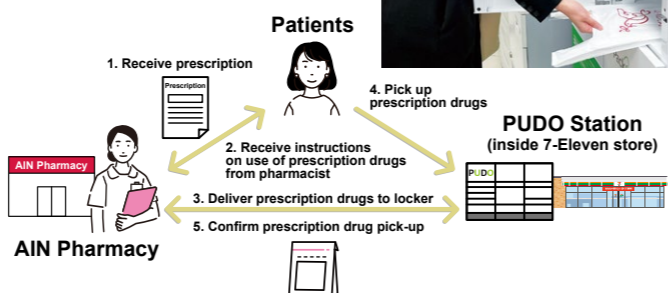 Patients
1. Receive prescription
Prescription
4. Pick up
prescription drugs
PUDO Station
(inside 7-Eleven store)
2. Receive instructions
on use of prescription drugs
from pharmacist
AIN Pharmacy
PUDO
3. Deliver prescription drugs to locker
5. Confirm prescription drug pick-up
AIN Pharmacy